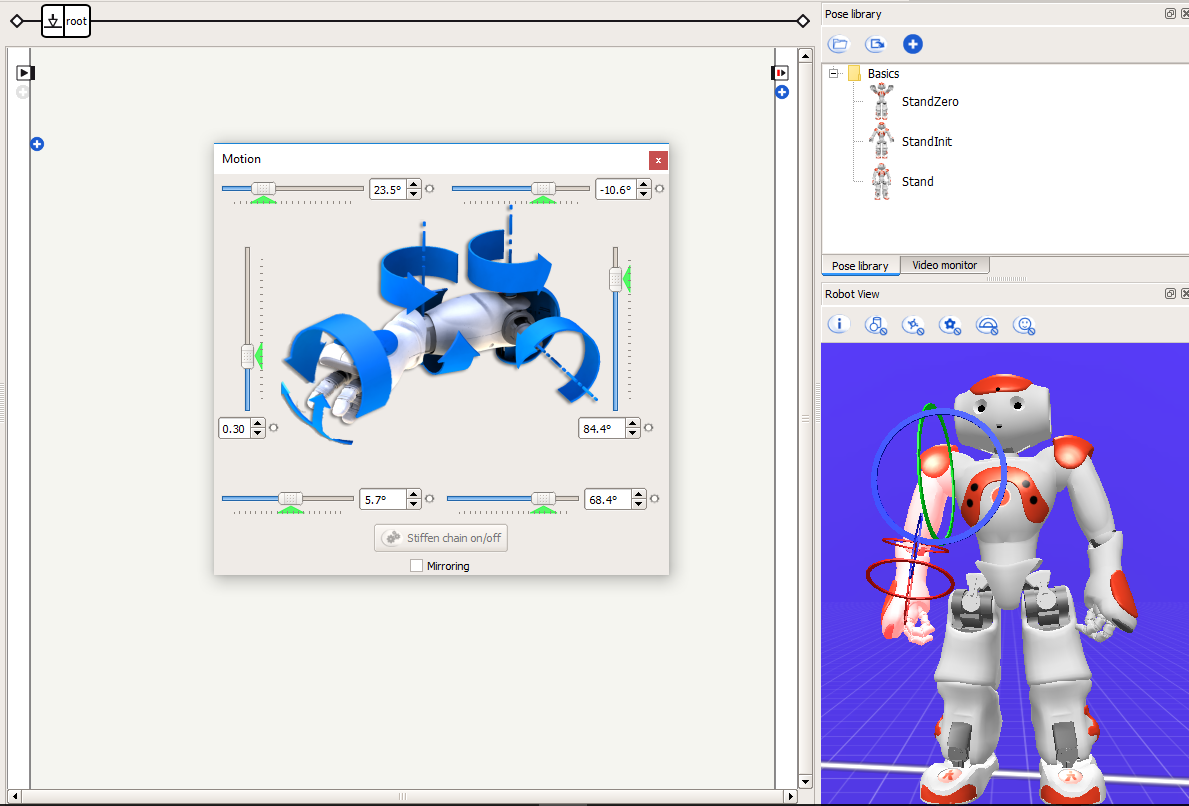 root
Pose library
Basics
StandZero
StandInit
Stand
Motion
x
23.5°
-10.6°
0.30
84.4°
5.7°
68.4°
Stiffen chain on/off
Mirroring
Pose library
Video monitor
Robot View